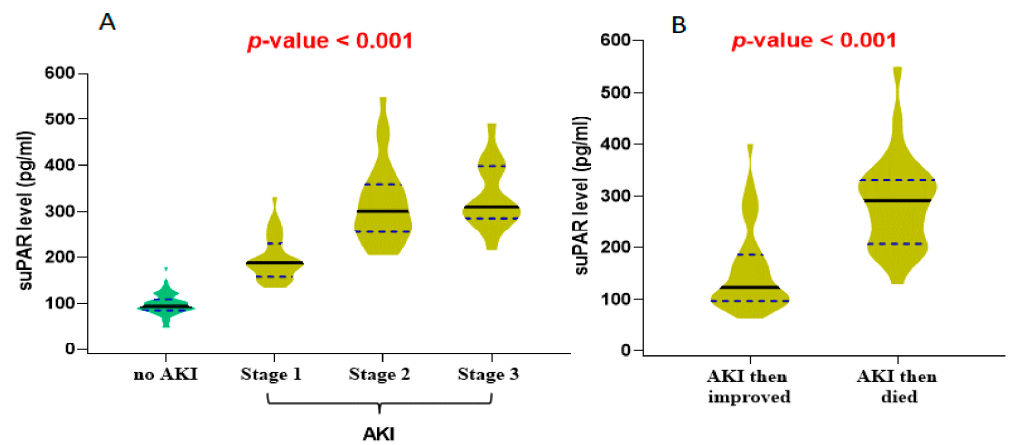 A
p-value < 0.001
suPAR level (pg/ml)
600
500
400
300
200
100
0
no AKI
Stage 1
Stage 2
Stage 3
AKI
B
p-value < 0.001
suPAR level (pg/ml)
600
500
400
300
200
100
0
AKI then
improved
AKI then
died